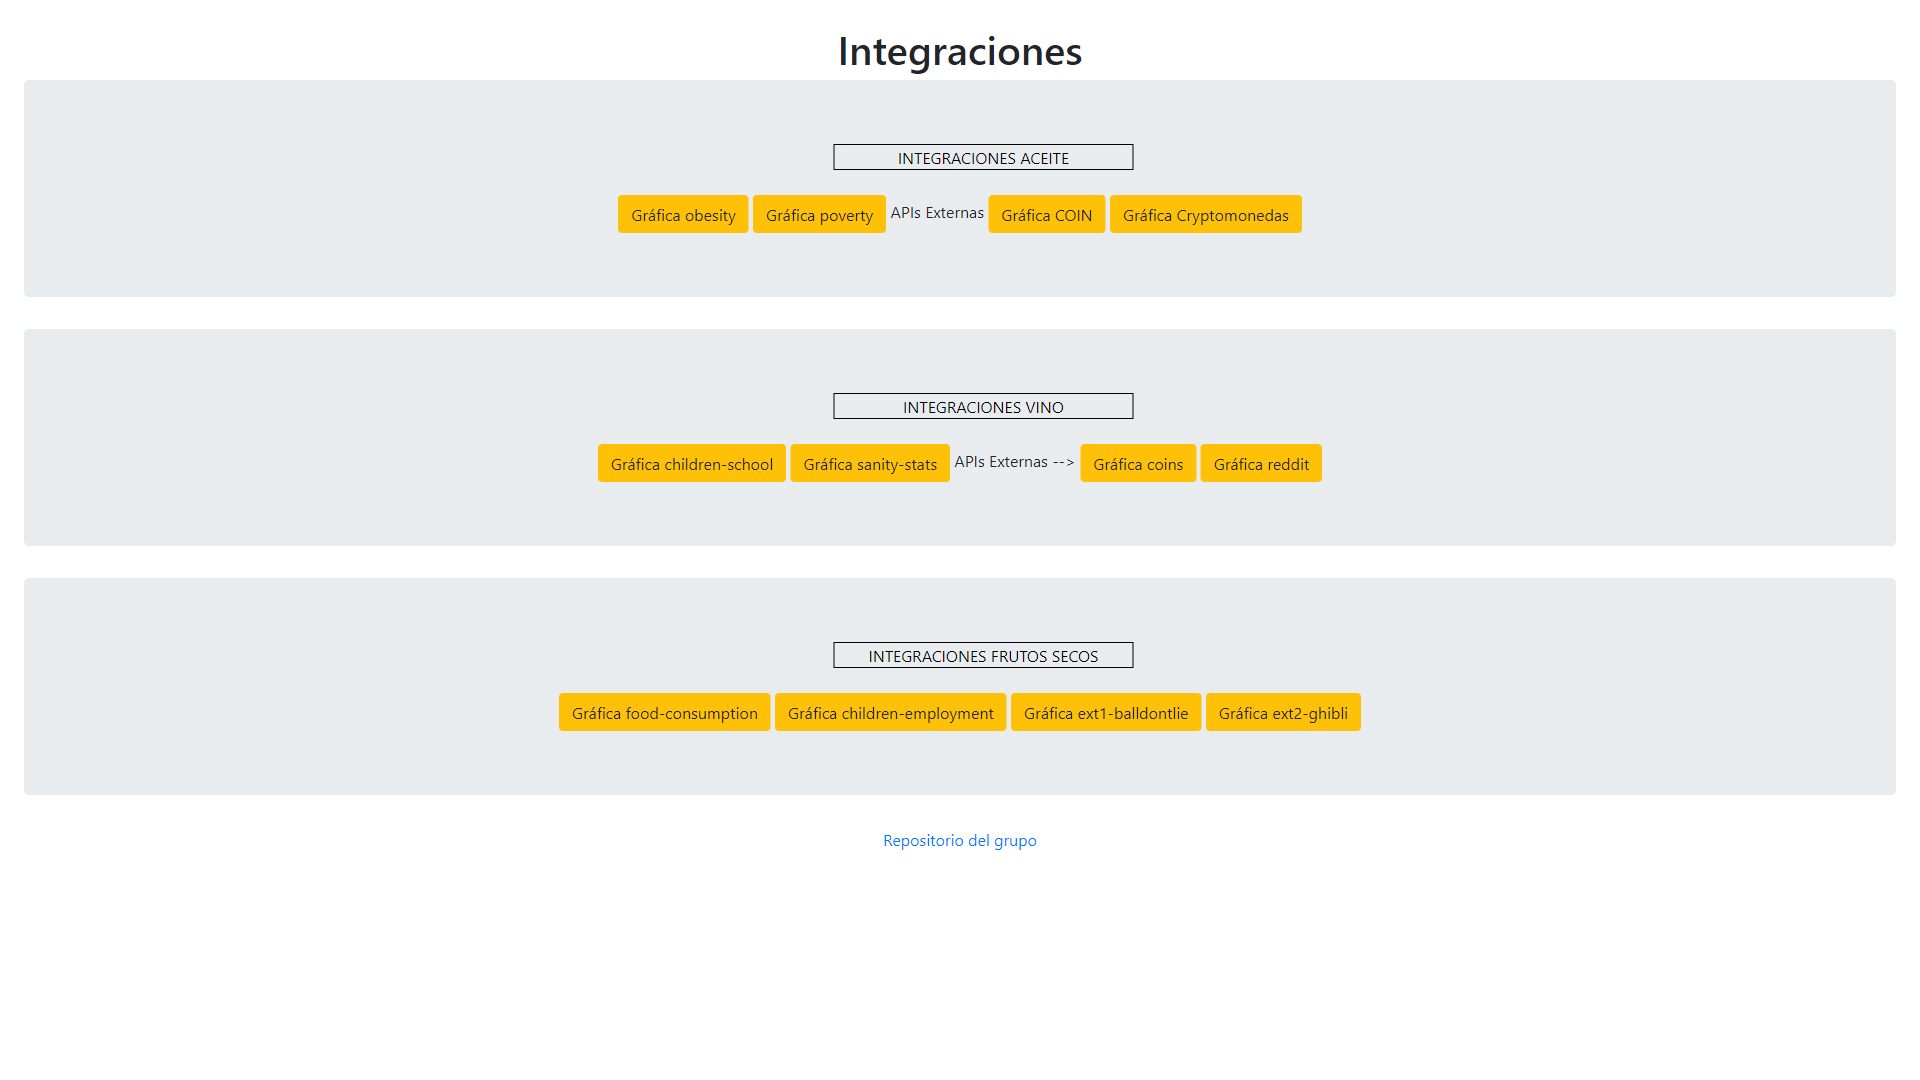 Integraciones
INTEGRACIONES ACEITE
Gráfica obesity Gráfica poverty APIs Externas Gráfica COIN Gráfica Cryptomonedas
INTEGRACIONES VINO
Gráfica children-school Gráfica sanity-stats APIs Externas --> Gráfica coins Gráfica reddit
INTEGRACIONES FRUTOS SECOS
Gráfica food-consumption Gráfica children-employment Gráfica ext1-balldontlie Gráfica ext2-ghibli
Repositorio del grupo